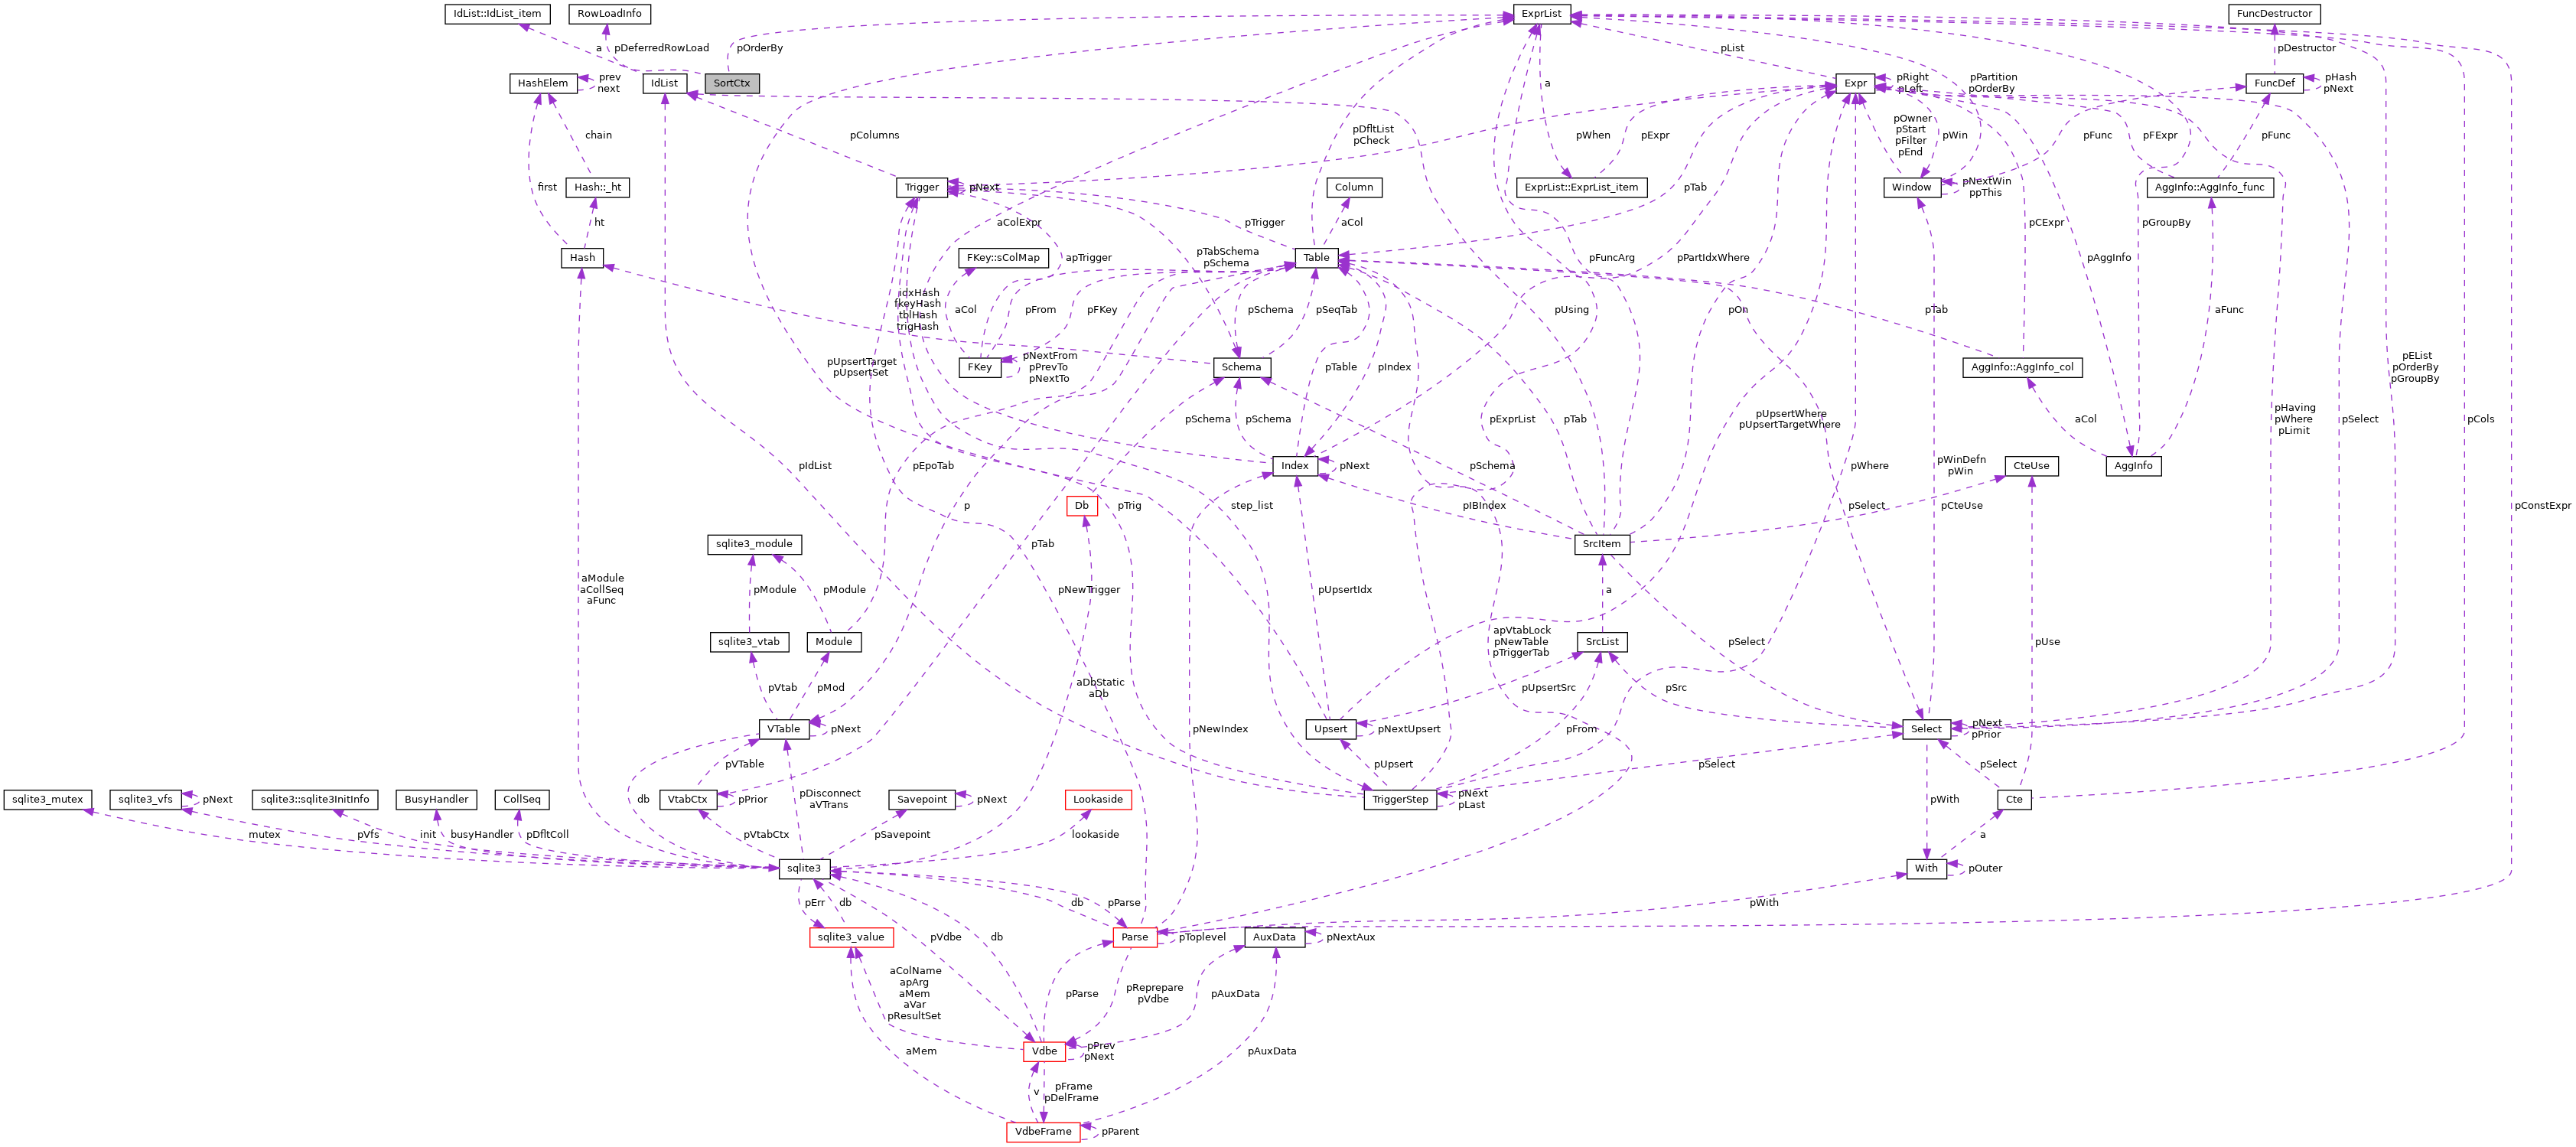 IdList::IdList_item
RowLoadInfo
ExprList
FuncDestructor
a
pDeferredRowLoad
pOrderBy
pList
pDestructor
HashElem
prev
next
IdList
SortCtx
a
Expr
pRight
pLeft
pPartition
pOrderBy
FuncDef
pHash
pNext
chain
pColumns
pDfltList
pCheck
pWhen
pExpr
pOwner
pStart
pFilter
pEnd
pWin
pFunc
pFExpr
pFunc
first
Hash::_ht
Trigger
pNext
Column
ExprList::ExprList_item
pTab
Window
pNextWin
ppThis
AggInfo::AggInfo_func
ht
aColExpr
pTrigger
aCol
pCExpr
pGroupBy
Hash
FKey::sColMap
apTrigger
pTabSchema
pSchema
Table
pFuncArg
pPartIdxWhere
pAggInfo
idxHash
fkeyHash
tblHash
trigHash
aCol
pFrom
pFKey
pSchema
pSeqTab
pUsing
pOn
pTab
aFunc
pUpsertTarget
pUpsertSet
FKey
pNextFrom
pPrevTo
pNextTo
Schema
pTable
pIndex
AggInfo::AggInfo_col
pEList
pOrderBy
pGroupBy
pSchema
pSchema
pExprList
pTab
pUpsertWhere
pUpsertTargetWhere
aCol
pHaving
pWhere
pLimit
pSelect
pCols
pIdList
pEpoTab
Index
pNext
pSchema
pWhere
pWinDefn
pWin
CteUse
AggInfo
Db
p
pTrig
step_list
pIBIndex
pSelect
pCteUse
pConstExpr
sqlite3_module
pTab
SrcItem
aModule
aCollSeq
aFunc
pModule
pModule
pNewTrigger
pUpsertIdx
a
sqlite3_vtab
Module
apVtabLock
pNewTable
pTriggerTab
SrcList
pSelect
pUse
pVtab
pMod
aDbStatic
aDb
pUpsertSrc
pSrc
VTable
pNext
pNewIndex
Upsert
pNextUpsert
pFrom
Select
pNext
pPrior
pVTable
pUpsert
pSelect
pSelect
sqlite3_mutex
sqlite3_vfs
pNext
sqlite3::sqlite3InitInfo
BusyHandler
CollSeq
db
VtabCtx
pPrior
pDisconnect
aVTrans
Savepoint
pNext
Lookaside
TriggerStep
pNext
pLast
pWith
Cte
mutex
pVfs
init
busyHandler
pDfltColl
pVtabCtx
pSavepoint
lookaside
a
sqlite3
With
pOuter
pErr
db
db
pParse
pWith
sqlite3_value
pVdbe
db
Parse
pToplevel
AuxData
pNextAux
aColName
apArg
aMem
aVar
pResultSet
pParse
pReprepare
pVdbe
pAuxData
aMem
Vdbe
pPrev
pNext
pAuxData
v
pFrame
pDelFrame
VdbeFrame
pParent